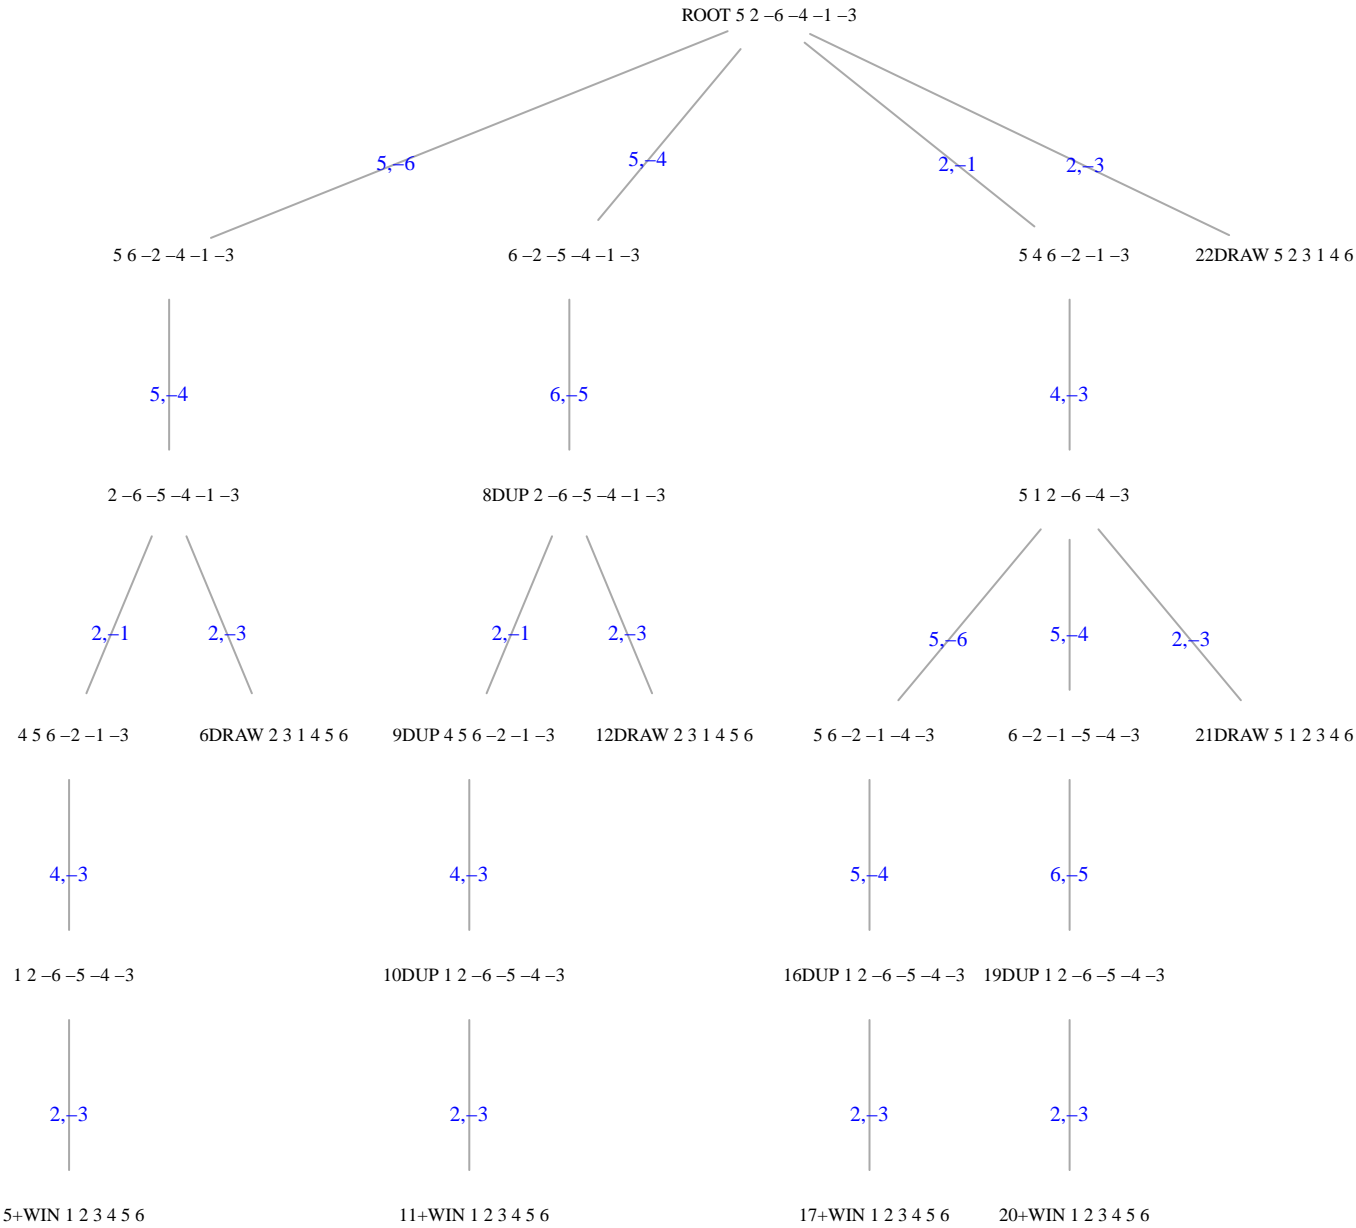 ROOT 5 2 –6 –4 –1 –3
5,–6
5,–4
2,–1
2,–3
5 6 –2 –4 –1 –3
6 –2 –5 –4 –1 –3
5 4 6 –2 –1 –3
22DRAW 5 2 3 1 4 6
5,–4
6,–5
4,–3
2 –6 –5 –4 –1 –3
8DUP 2 –6 –5 –4 –1 –3
5 1 2 –6 –4 –3
2,–1
2,–3
2,–1
2,–3
5,–6
5,–4
2,–3
4 5 6 –2 –1 –3
6DRAW 2 3 1 4 5 6
9DUP 4 5 6 –2 –1 –3
12DRAW 2 3 1 4 5 6
5 6 –2 –1 –4 –3
6 –2 –1 –5 –4 –3
21DRAW 5 1 2 3 4 6
4,–3
4,–3
5,–4
6,–5
1 2 –6 –5 –4 –3
10DUP 1 2 –6 –5 –4 –3
16DUP 1 2 –6 –5 –4 –3
19DUP 1 2 –6 –5 –4 –3
2,–3
2,–3
2,–3
2,–3
5+WIN 1 2 3 4 5 6
11+WIN 1 2 3 4 5 6
17+WIN 1 2 3 4 5 6
20+WIN 1 2 3 4 5 6